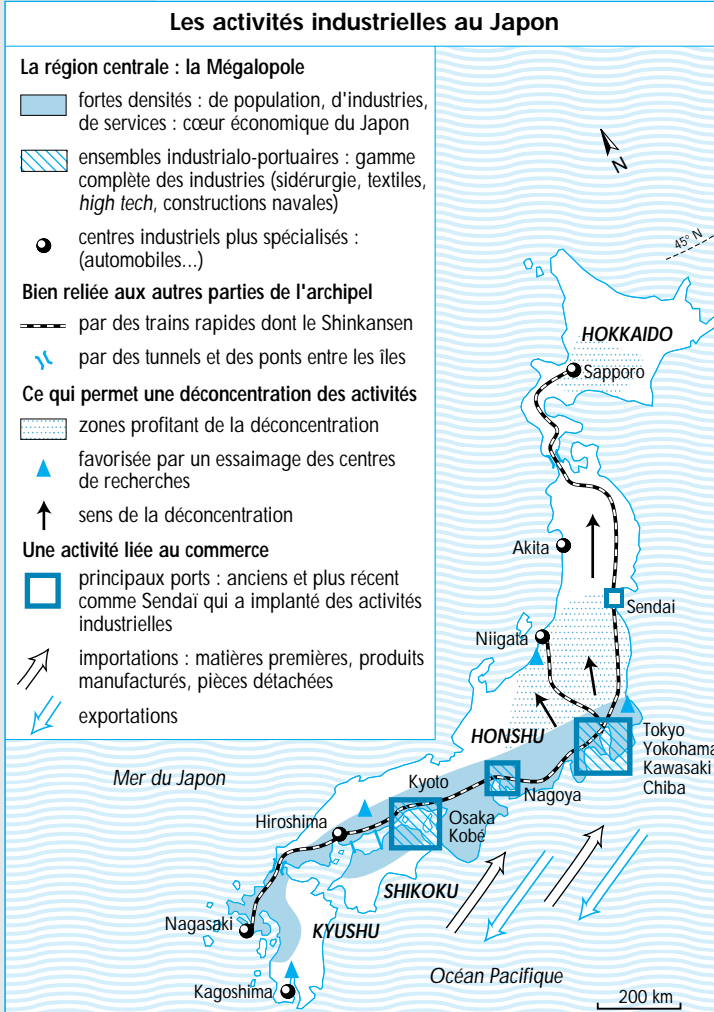 Les activités industrielles au Japon
La région centrale : la Mégalopole
fortes densités : de population, d'industries,
de services : cœur économique du Japon
ensembles industrialo-portuaires : gamme
complète des industries (sidérurgie, textiles,
high tech, constructions navales)
centres industriels plus spécialisés :
(automobiles...)
Bien reliée aux autres parties de l'archipel
par des trains rapides dont le Shinkansen
par des tunnels et des ponts entre les îles
Ce qui permet une déconcentration des activités
zones profitant de la déconcentration
favorisée par un essaimage des centres
de recherches
sens de la déconcentration
Une activité liée au commerce
principaux ports : anciens et plus récent
comme Sendaï qui a implanté des activités
industrielles
importations : matières premières, produits
manufacturés, pièces détachées
exportations
N
45° N
HOKKAIDO
Sapporo
Akita
Sendai
Niigata
HONSHU
Tokyo
Yokohama
Kawasaki
Chiba
Mer du Japon
Kyoto
Nagoya
Hiroshima
Osaka
Kobé
SHIKOKU
Nagasaki
KYUSHU
Océan Pacifique
Kagoshima
200 km